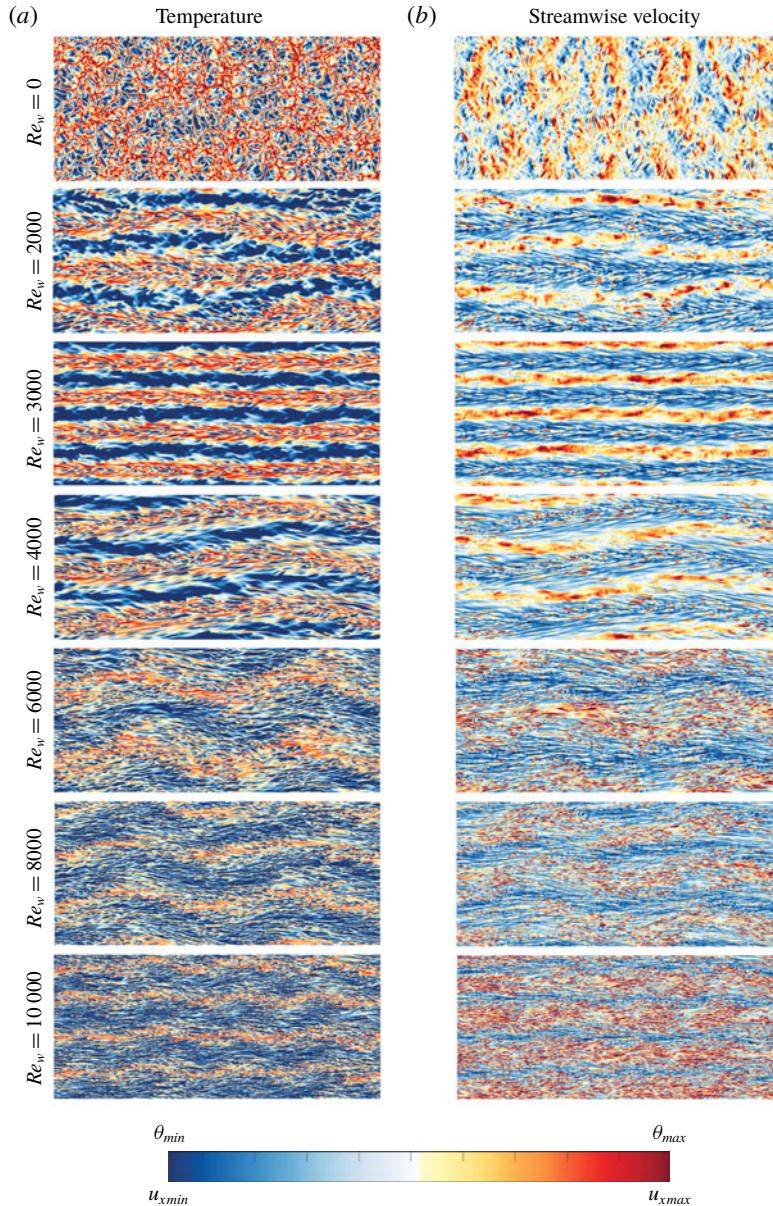 (a) Temperature (b) Streamwise velocity
Re_w = 0
Re_w = 2000
Re_w = 3000
Re_w = 4000
Re_w = 6000
Re_w = 8000
Re_w = 10 000
θ_min θ_max
u_xmin u_xmax